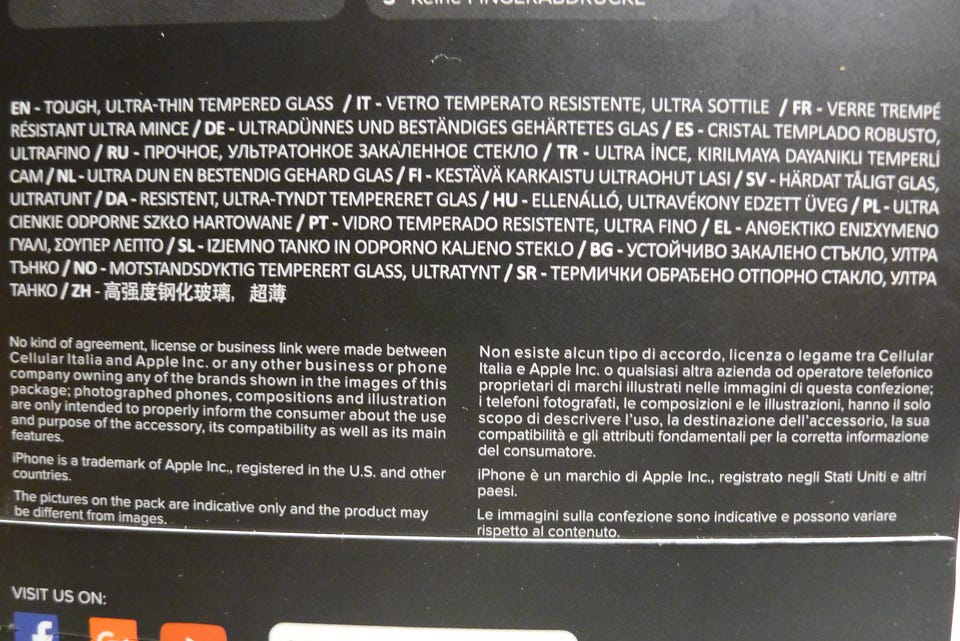 Keine FINGERABDRÜCKE
EN - TOUGH, ULTRA-THIN TEMPERED GLASS / IT - VETRO TEMPERATO RESISTENTE, ULTRA SOTTILE / FR - VERRE TREMPÉ
RÉSISTANT ULTRA MINCE / DE - ULTRADÜNNES UND BESTÄNDIGES GEHÄRTETES GLAS / ES - CRISTAL TEMPLADO ROBUSTO,
ULTRAFINO / RU - ПРОЧНОЕ, УЛЬТРАТОНКОЕ ЗАКАЛЕННОЕ СТЕКЛО / TR - ULTRA İNCE, KIRILMAYA DAYANIKLI TEMPERLİ
CAM / NL - ULTRA DUN EN BESTENDIG GEHARD GLAS / FI - KESTÄVÄ KARKAISTU ULTRAOHUT LASI / SV - HÄRDAT TÅLIGT GLAS,
ULTRATUNT / DA - RESISTENT, ULTRA-TYNDT TEMPERERET GLAS / HU - ELLENÁLLÓ, ULTRAVÉKONY EDZETT ÜVEG / PL - ULTRA
CIENKIE ODPORNE SZKŁO HARTOWANE / PT - VIDRO TEMPERADO RESISTENTE, ULTRA FINO / EL - ΑΝΘΕΚΤΙΚΟ ΕΝΙΣΧΥΜΕΝΟ
ΓΥΑΛΙ, ΣΟΥΠΕΡ ΛΕΠΤΟ / SL - IZJEMNO TANKO IN ODPORNO KALJENO STEKLO / BG - УСТОЙЧИВО ЗАКАЛЕНО СТЪКЛО, УЛТРА
ТЪНКО / NO - MOTSTANDSDYKTIG TEMPERERT GLASS, ULTRATYNT / SR - ТЕРМИЧКИ ОБРАЂЕНО ОТПОРНО СТАКЛО, УЛТРА
ТАНКО / ZH - 高强度钢化玻璃，超薄
No kind of agreement, license or business link were made between
Cellular Italia and Apple Inc. or any other business or phone
company owning any of the brands shown in the images of this
package; photographed phones, compositions and illustration
are only intended to properly inform the consumer about the use
and purpose of the accessory, its compatibility as well as its main
features.
iPhone is a trademark of Apple Inc., registered in the U.S. and other
countries.
The pictures on the pack are indicative only and the product may
be different from images.
Non esiste alcun tipo di accordo, licenza o legame tra Cellular
Italia e Apple Inc. o qualsiasi altra azienda od operatore telefonico
proprietari di marchi illustrati nelle immagini di questa confezione;
i telefoni fotografati, le composizioni e le illustrazioni, hanno il solo
scopo di descrivere l'uso, la destinazione dell'accessorio, la sua
compatibilità e gli attributi fondamentali per la corretta informazione
del consumatore.
iPhone è un marchio di Apple Inc., registrato negli Stati Uniti e altri
paesi.
Le immagini sulla confezione sono indicative e possono variare
rispetto al contenuto.
VISIT US ON: